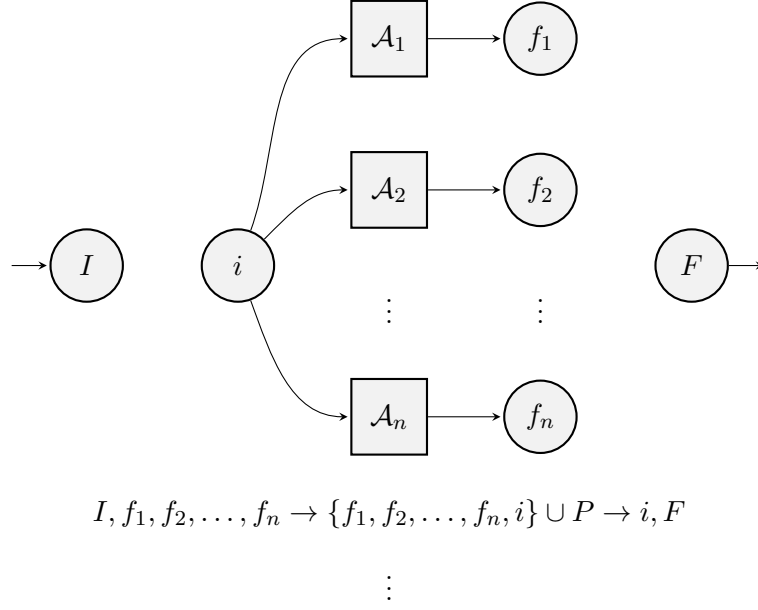 𝒜₁ f₁
𝒜₂ f₂
I i F
⋮ ⋮
𝒜ₙ fₙ
I, f₁, f₂, …, fₙ → {f₁, f₂, …, fₙ, i} ∪ P → i, F
⋮